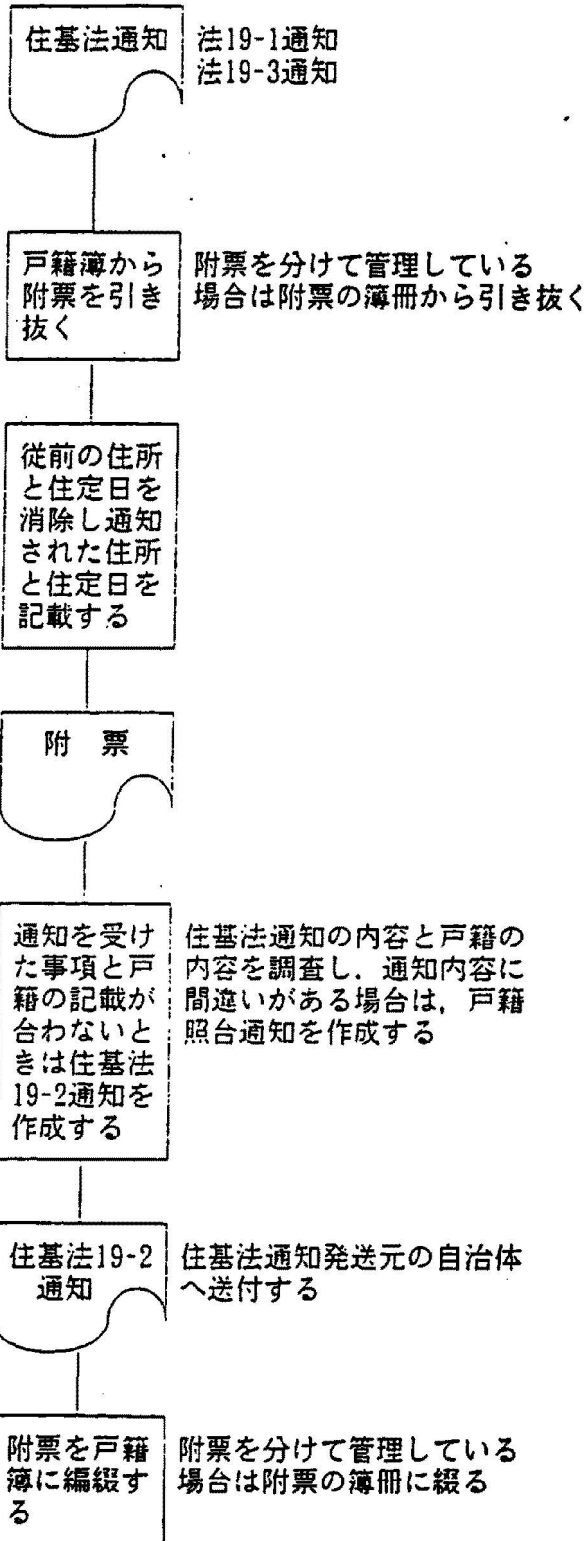 住基法通知
法19-1通知
法19-3通知
戸籍簿から
附票を引き
抜く
附票を分けて管理している
場合は附票の簿冊から引き抜く
従前の住所
と住定日を
消除し通知
された住所
と住定日を
記載する
附 票
通知を受け
た事項と戸
籍の記載が
合わないと
きは住基法
19-2通知を
作成する
住基法通知の内容と戸籍の
内容を調査し，通知内容に
間違いがある場合は，戸籍
照合通知を作成する
住基法19-2
通知
住基法通知発送元の自治体
へ送付する
附票を戸籍
簿に編綴す
る
附票を分けて管理している
場合は附票の簿冊に綴る